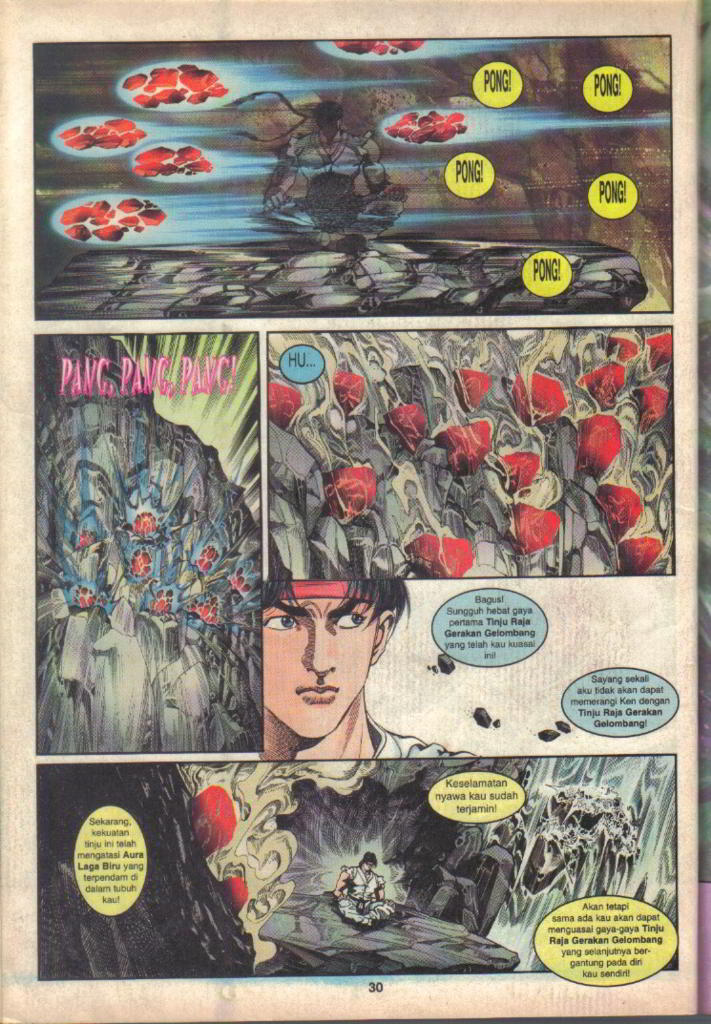 PONG!
PONG!
PONG!
PONG!
PONG!
PANG, PANG, PANG!
HU...
Bagus!
Sungguh hebat gaya
pertama Tinju Raja
Gerakan Gelombang
yang telah kau kuasai
ini!
Sayang sekali
aku tidak akan dapat
memerangi Ken dengan
Tinju Raja Gerakan
Gelombang!
Keselamatan
nyawa kau sudah
terjamin!
Sekarang,
kekuatan
tinju ini telah
mengatasi Aura
Laga Biru yang
terpendam di
dalam tubuh
kau!
Akan tetapi
sama ada kau akan dapat
menguasai gaya-gaya Tinju
Raja Gerakan Gelombang
yang selanjutnya ber-
gantung pada diri
kau sendiri!
30